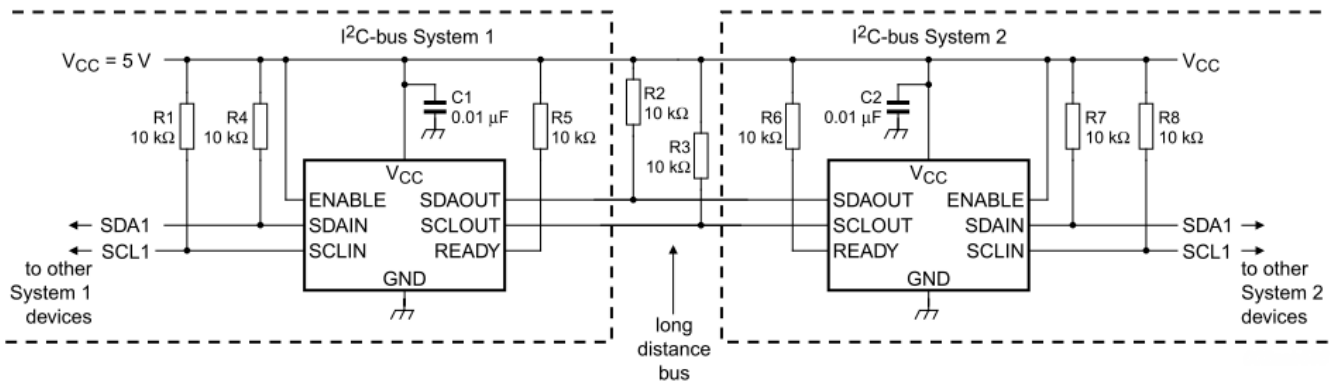 I²C-bus System 1
I²C-bus System 2
VCC = 5 V
VCC
R1
10 kΩ
R4
10 kΩ
C1
0.01 μF
R5
10 kΩ
R2
10 kΩ
R3
10 kΩ
R6
10 kΩ
C2
0.01 μF
R7
10 kΩ
R8
10 kΩ
VCC
ENABLE
SDAOUT
SDAIN
SCLOUT
SCLIN
READY
GND
VCC
SDAOUT
ENABLE
SCLOUT
SDAIN
READY
SCLIN
GND
SDA1
SCL1
to other
System 1
devices
long
distance
bus
SDA1
SCL1
to other
System 2
devices